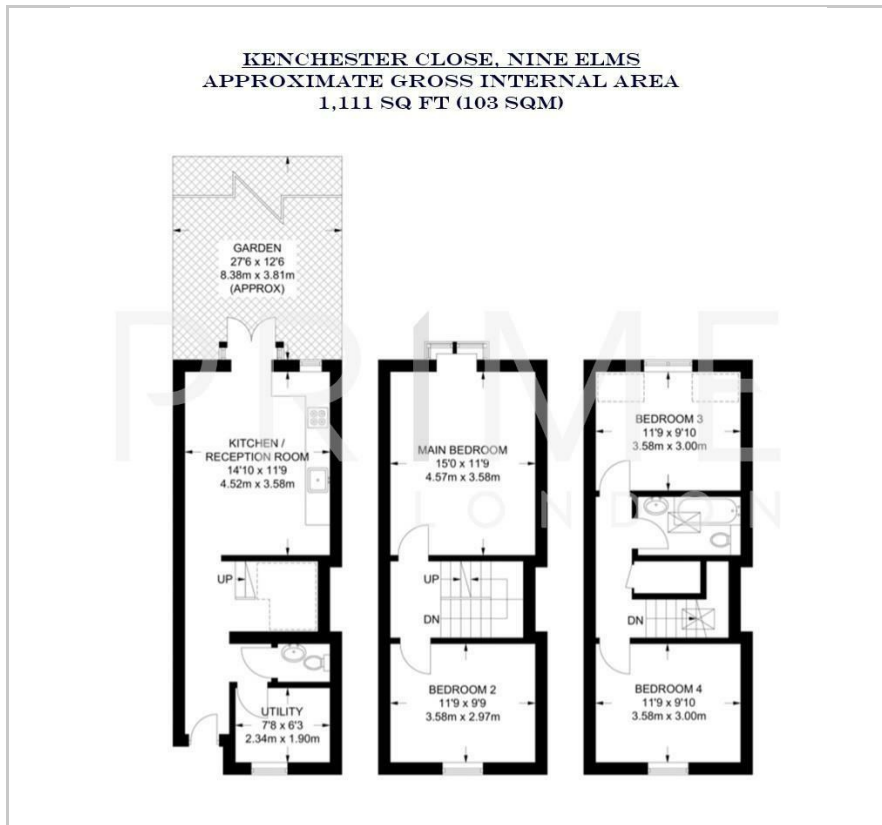 KENCHESTER CLOSE, NINE ELMS
APPROXIMATE GROSS INTERNAL AREA
1,111 SQ FT (103 SQM)
GARDEN
27'6 x 12'6
8.38m x 3.81m
(APPROX)
PRIME
LONDON
KITCHEN /
RECEPTION ROOM
14'10 x 11'9
4.52m x 3.58m
UP
UTILITY
7'8 x 6'3
2.34m x 1.90m
MAIN BEDROOM
15'0 x 11'9
4.57m x 3.58m
UP
DN
BEDROOM 2
11'9 x 9'9
3.58m x 2.97m
BEDROOM 3
11'9 x 9'10
3.58m x 3.00m
DN
BEDROOM 4
11'9 x 9'10
3.58m x 3.00m